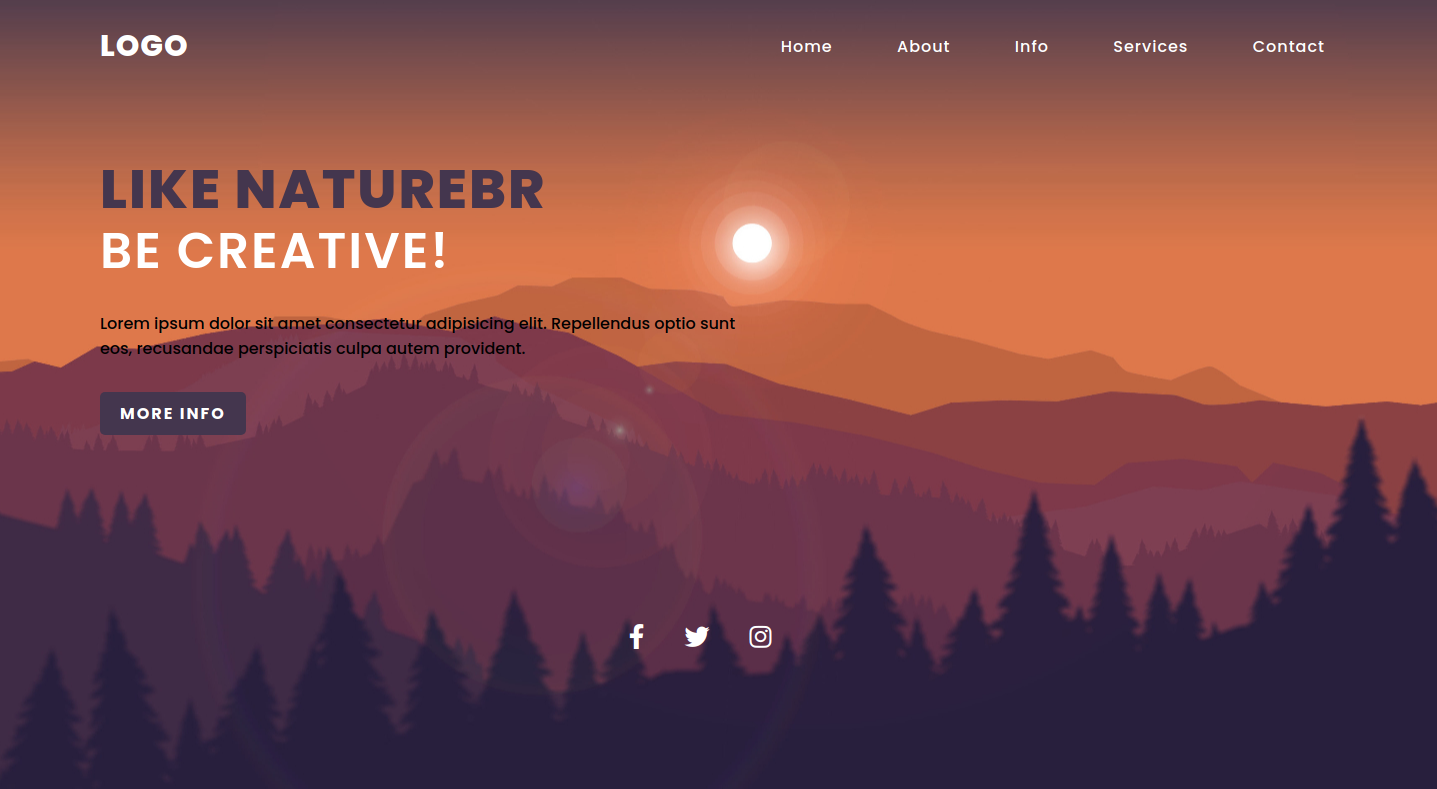 LOGO
Home About Info Services Contact
LIKE NATUREBR
BE CREATIVE!
Lorem ipsum dolor sit amet consectetur adipisicing elit. Repellendus optio sunt
eos, recusandae perspiciatis culpa autem provident.
MORE INFO